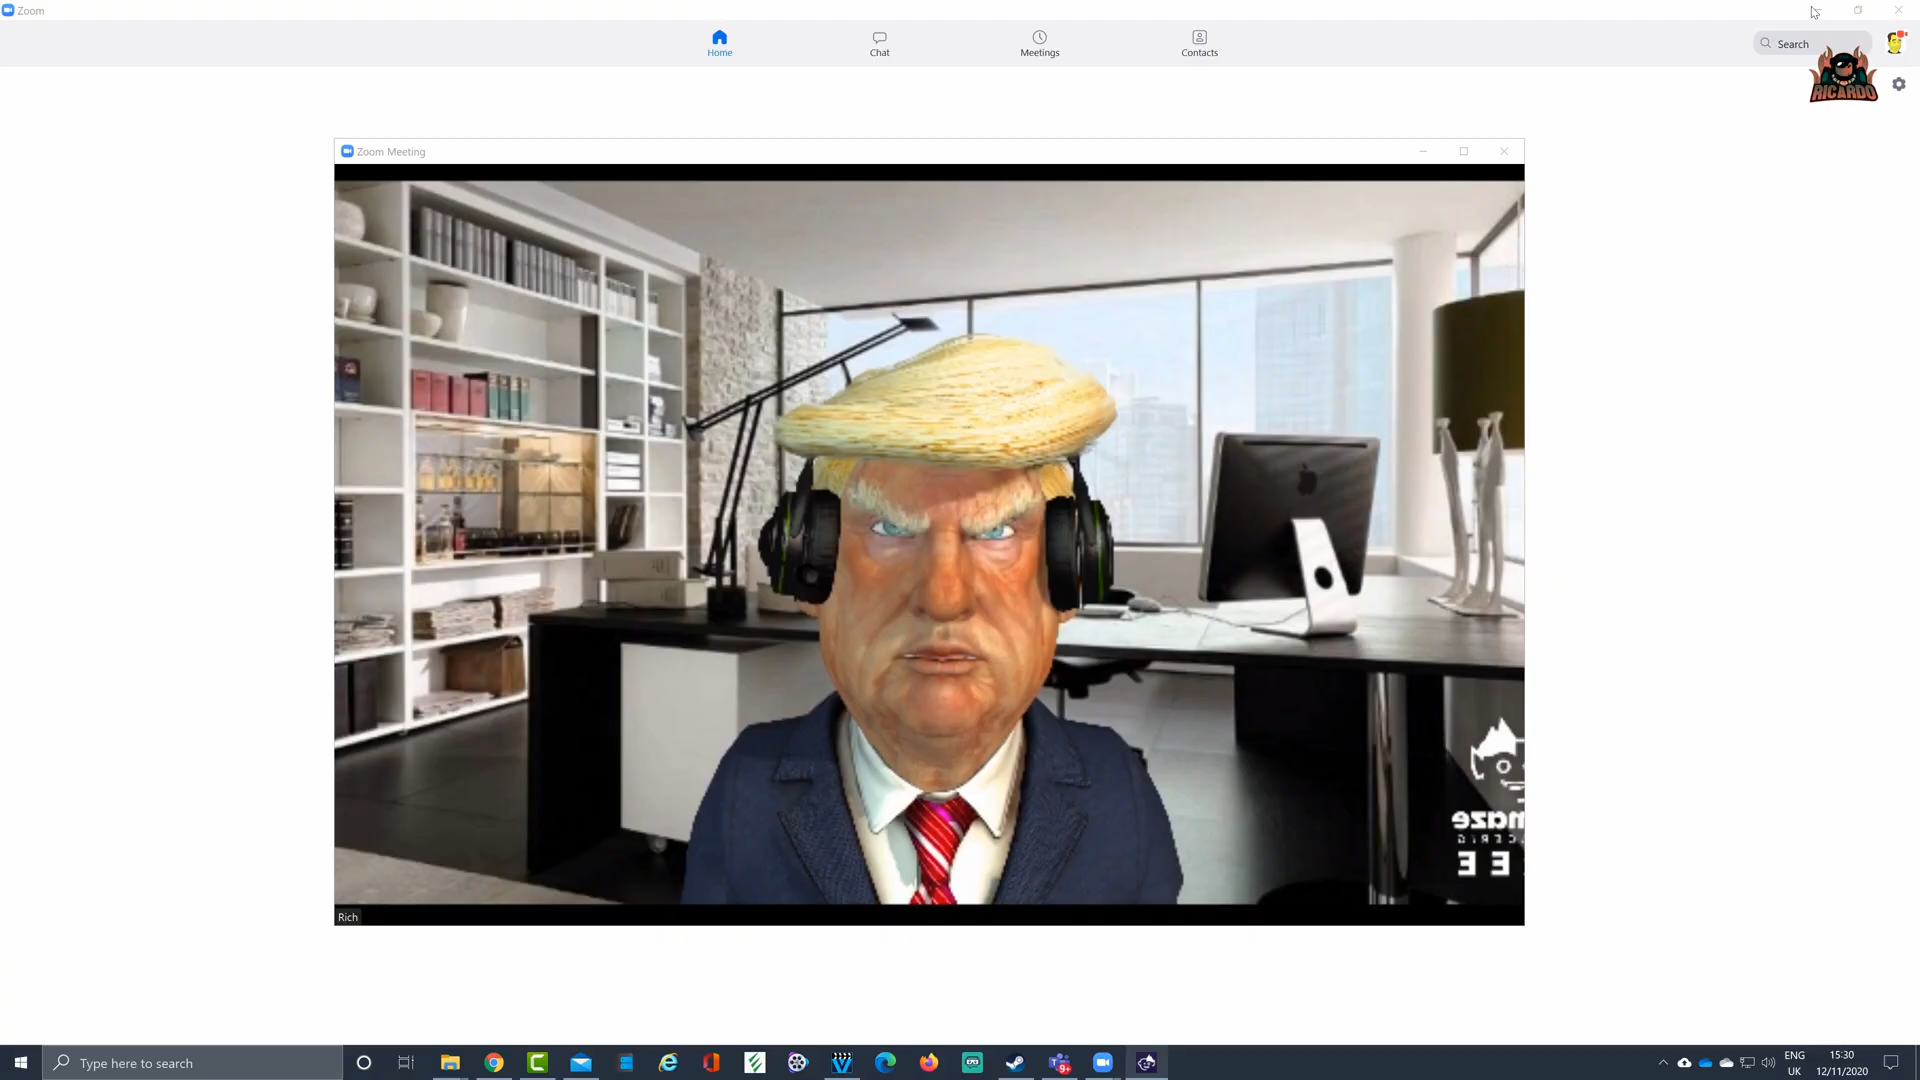 Zoom
Home
Chat
Meetings
Contacts
Search
RICARDO
Zoom Meeting
Rich
Type here to search
9+
ENG
UK
15:30
12/11/2020